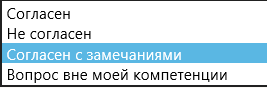 Согласен
Не согласен
Согласен с замечаниями
Вопрос вне моей компетенции